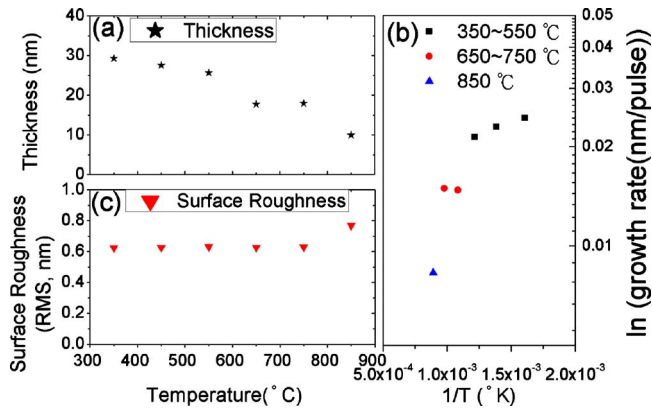 (a)
★ Thickness
Thickness (nm)
40
30
20
10
0
(c)
▼ Surface Roughness
Surface Roughness
(RMS, nm)
1.0
0.8
0.6
0.4
0.2
0.0
300 400 500 600 700 800 900
Temperature(°C)
(b)
■ 350~550 ℃
● 650~750 ℃
▲ 850 ℃
0.05
0.04
0.03
0.02
0.01
ln (growth rate(nm/pulse)
5.0x10⁻⁴ 1.0x10⁻³ 1.5x10⁻³ 2.0x10⁻³
1/T (°K)